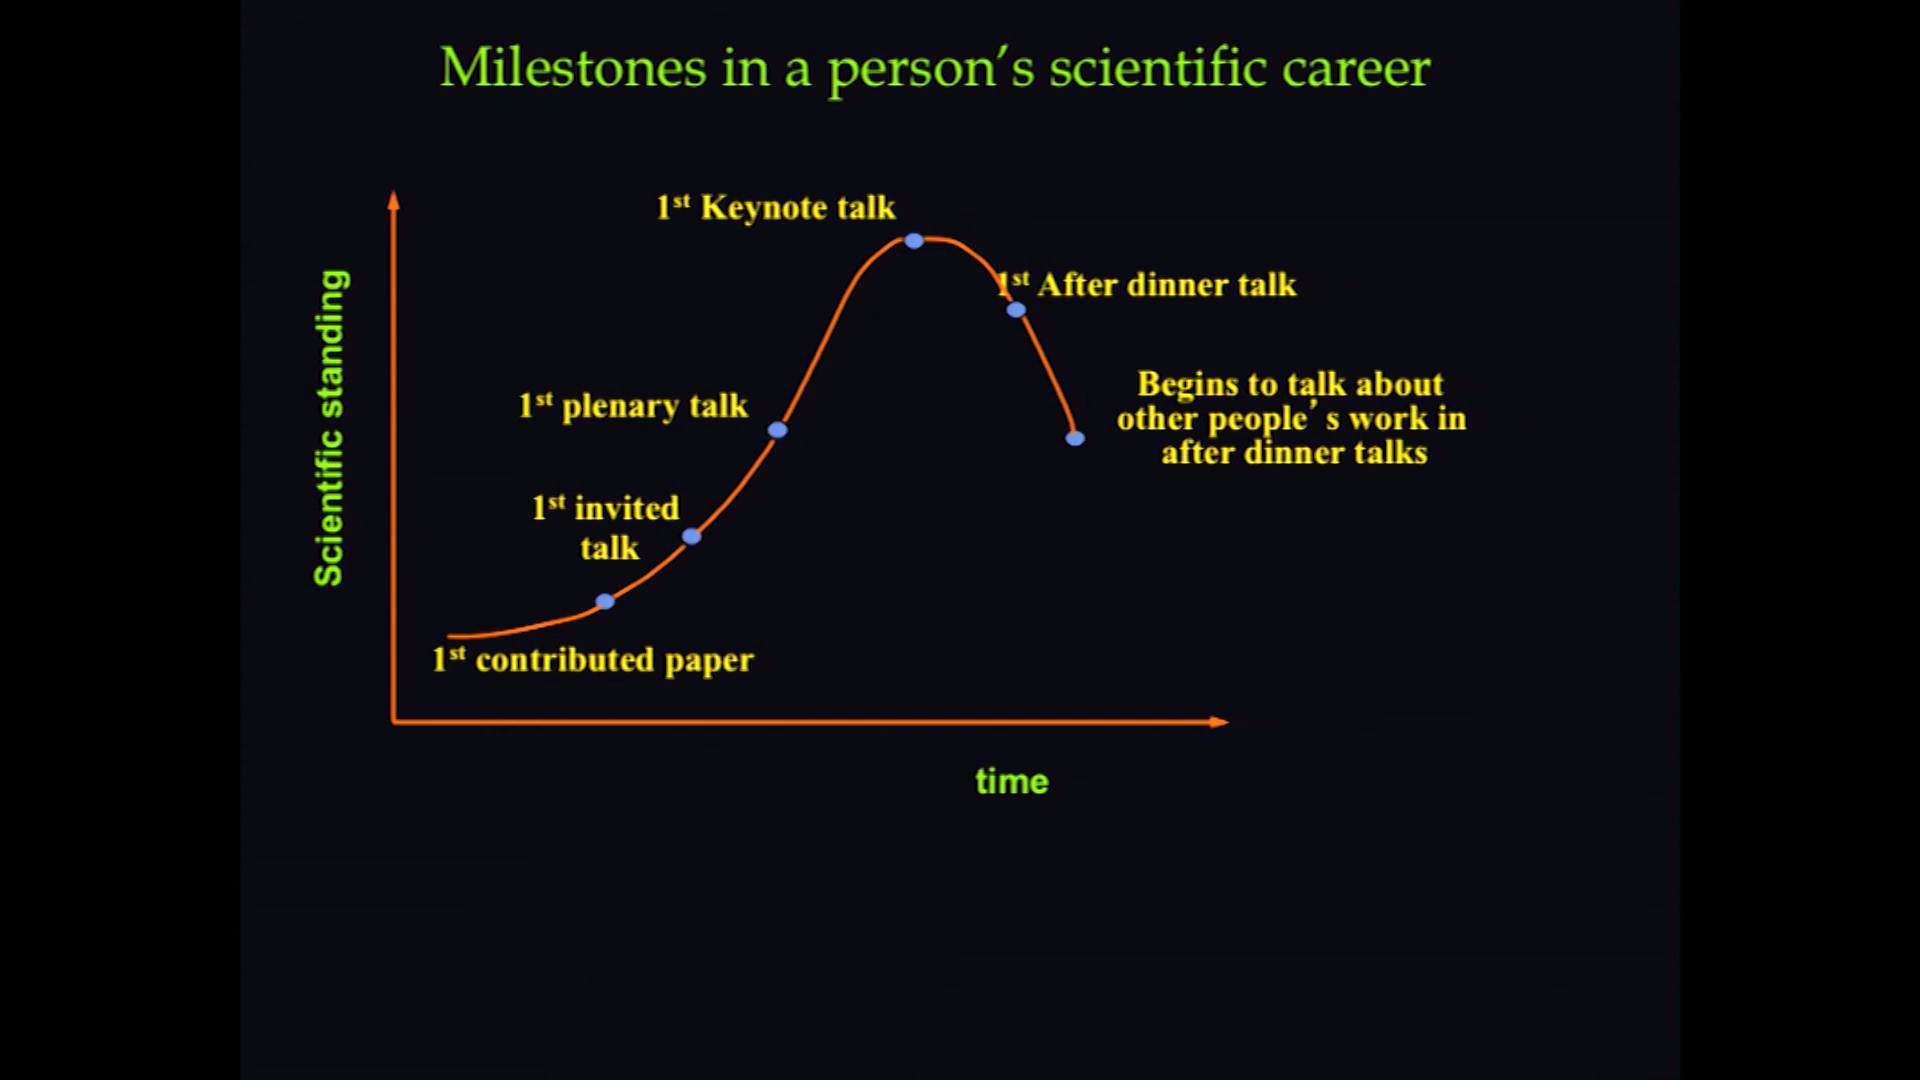 Milestones in a person’s scientific career
1st Keynote talk
1st After dinner talk
Scientific standing
Begins to talk about
other people’s work in
after dinner talks
1st plenary talk
1st invited
talk
1st contributed paper
time